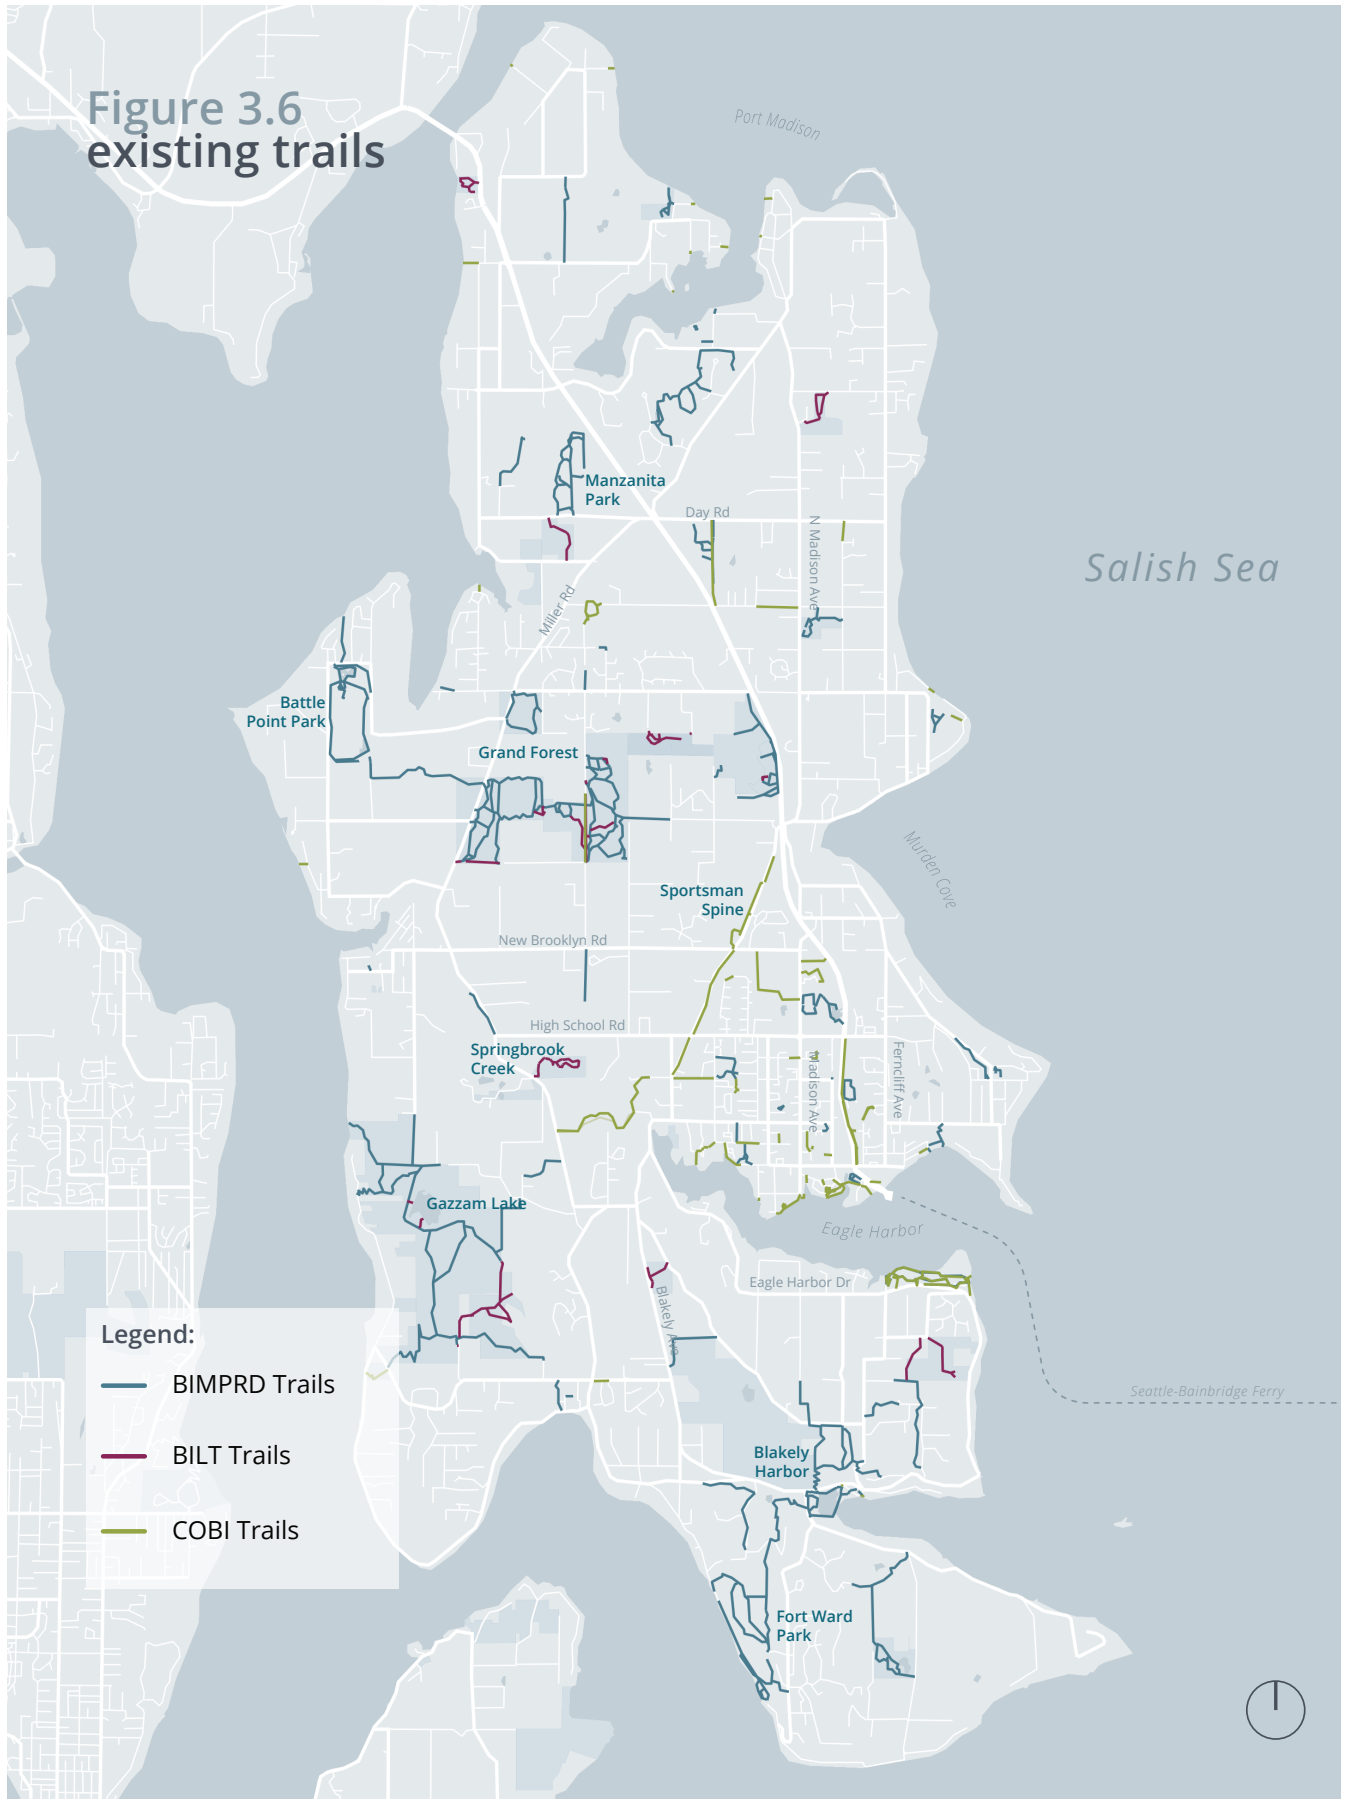 Figure 3.6
existing trails
Port Madison
Manzanita
Park
Day Rd
N Madison Ave
Salish Sea
Miller Rd
Battle
Point Park
Grand Forest
Murden Cove
Sportsman
Spine
New Brooklyn Rd
High School Rd
Springbrook
Creek
Madison Ave
Ferncliff Ave
Gazzam Lake
Eagle Harbor
Eagle Harbor Dr
Blakely Ave
Legend:
BIMPRD Trails
BILT Trails
COBI Trails
Seattle-Bainbridge Ferry
Blakely
Harbor
Fort Ward
Park